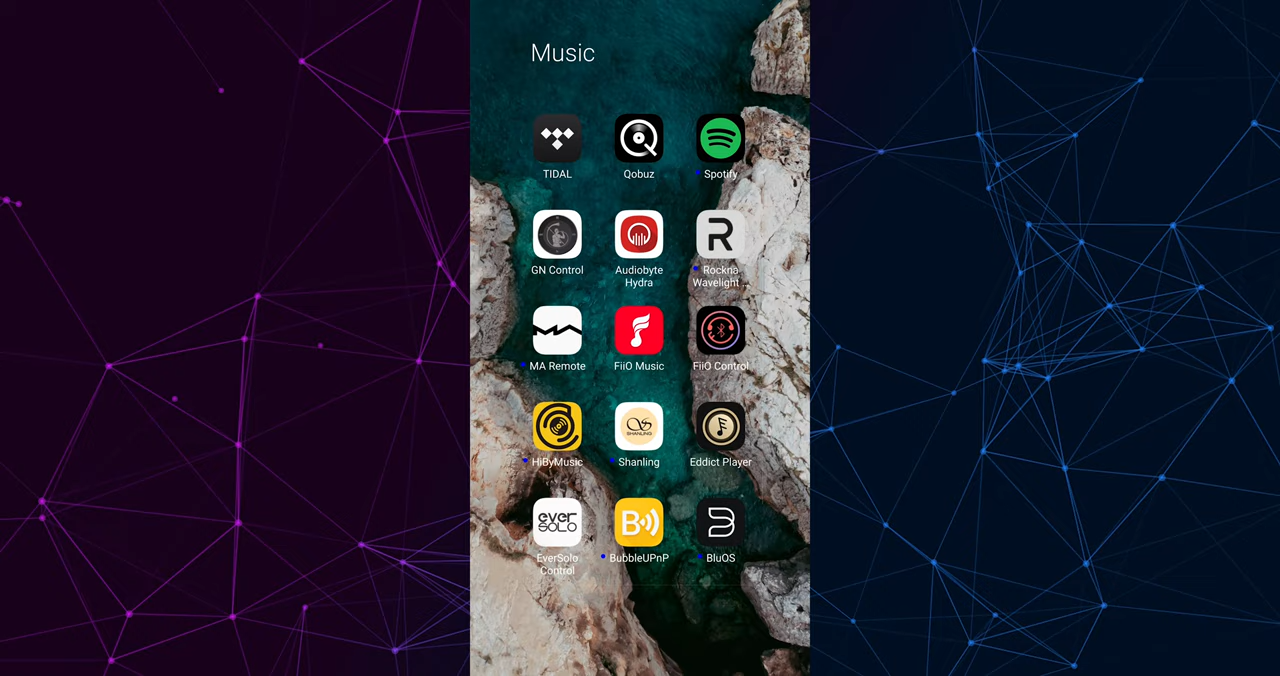 Music
TIDAL
Qobuz
Spotify
GN Control
Audiobyte
Hydra
Rockna
Wavelight ...
MA Remote
FiiO Music
FiiO Control
SHANLING
HiByMusic
Shanling
Eddict Player
ever
SOLO
B
EverSolo
Control
BubbleUPnP
BluOS